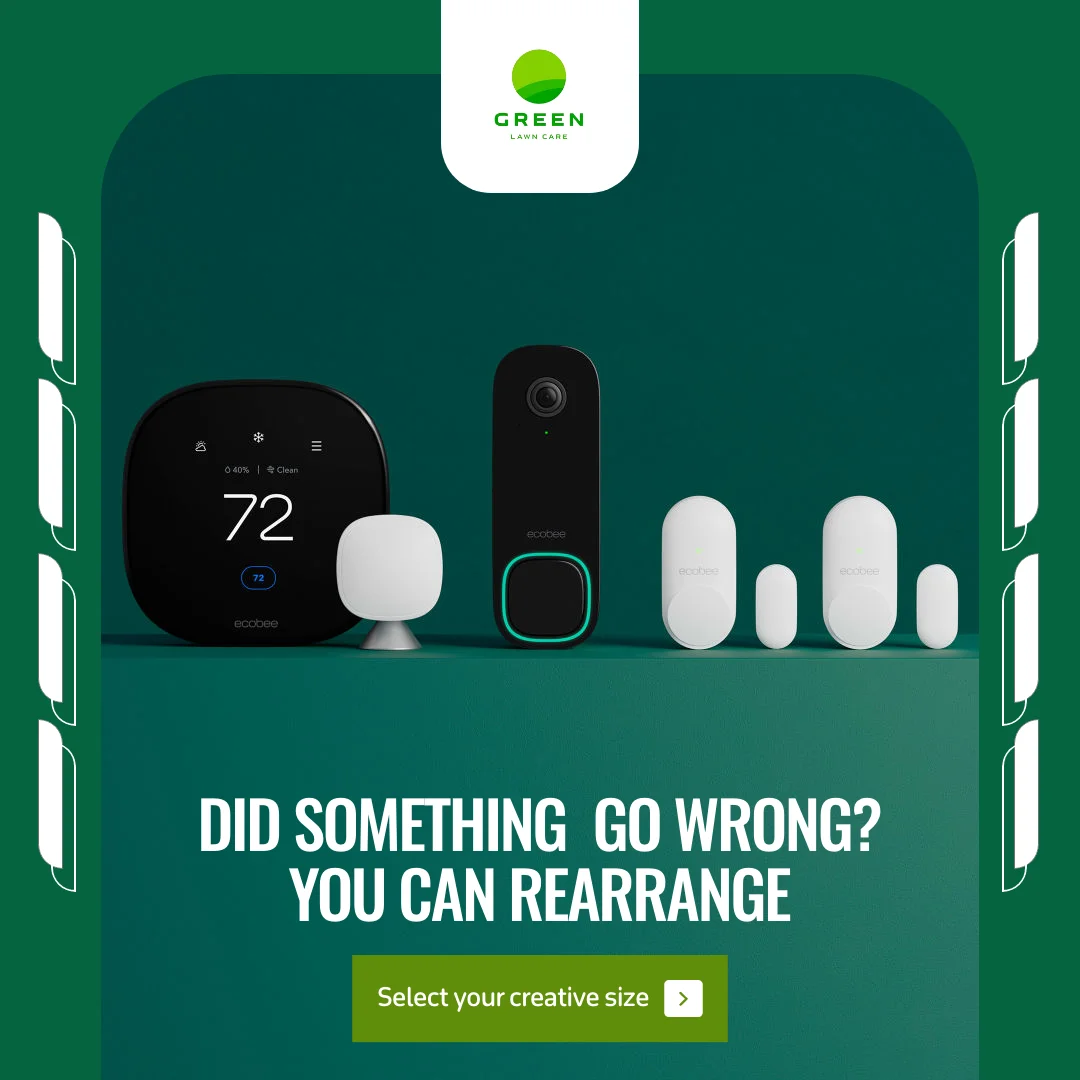 GREEN
LAWN CARE
40% | Clean
72
72
ecobee
ecobee
ecobee
ecobee
DID SOMETHING  GO WRONG?
YOU CAN REARRANGE
Select your creative size